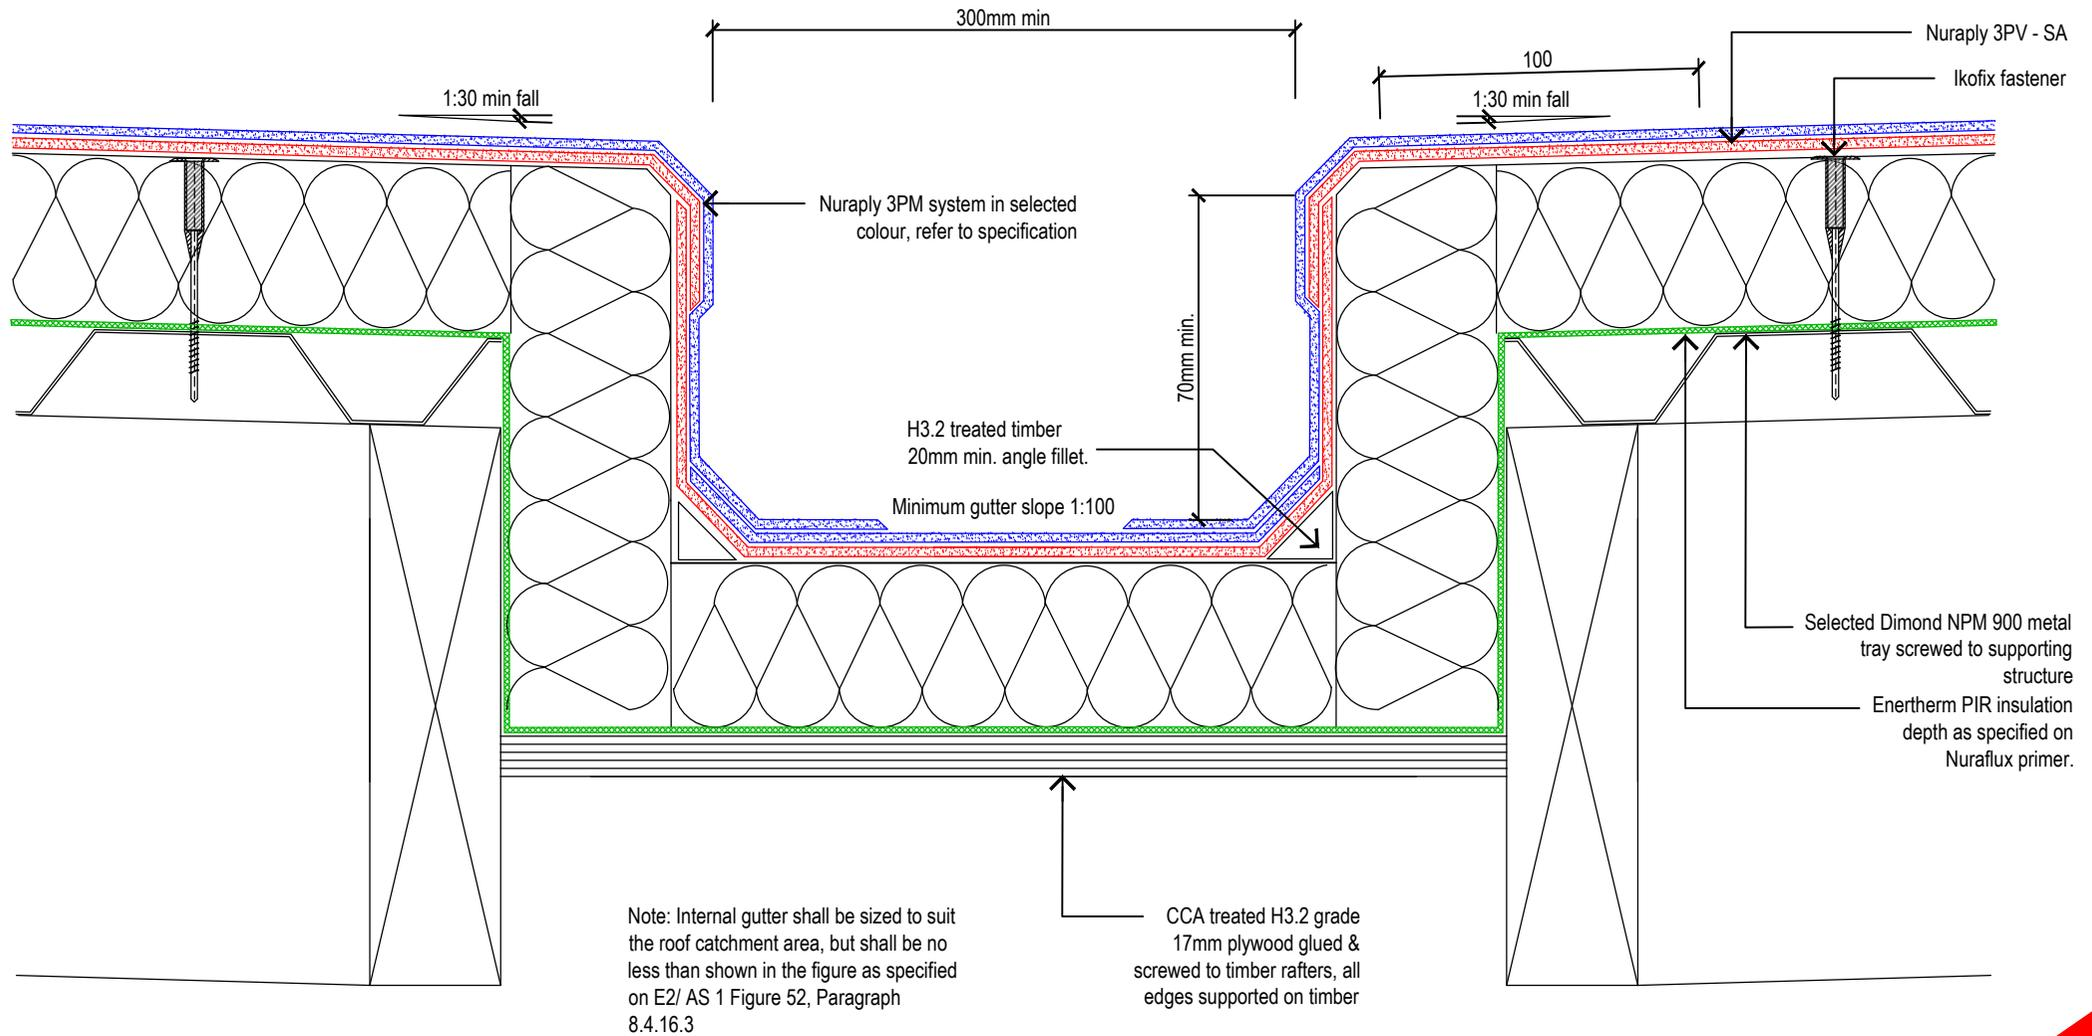 300mm min
Nuraply 3PV - SA
100
Ikofix fastener
1:30 min fall
1:30 min fall
Nuraply 3PM system in selected
colour, refer to specification
70mm min.
H3.2 treated timber
20mm min. angle fillet.
Minimum gutter slope 1:100
Selected Dimond NPM 900 metal
tray screwed to supporting
structure
Enertherm PIR insulation
depth as specified on
Nuraflux primer.
Note: Internal gutter shall be sized to suit
the roof catchment area, but shall be no
less than shown in the figure as specified
on E2/ AS 1 Figure 52, Paragraph
8.4.16.3
CCA treated H3.2 grade
17mm plywood glued &
screwed to timber rafters, all
edges supported on timber